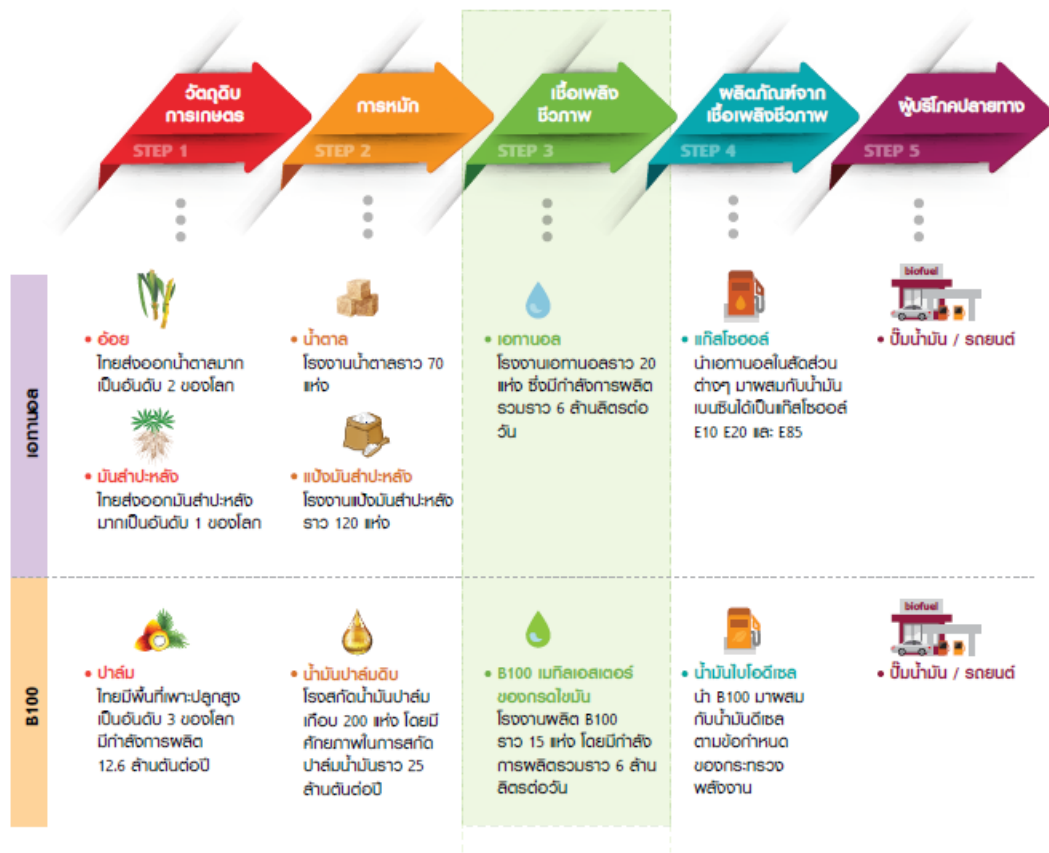 วัตถุดิบ
การเกษตร
STEP 1
การหมัก
STEP 2
เชื้อเพลิง
ชีวภาพ
STEP 3
ผลิตภัณฑ์จาก
เชื้อเพลิงชีวภาพ
STEP 4
ผู้บริโภคปลายทาง
STEP 5
เอทานอล
• อ้อย
ไทยส่งออกน้ำตาลมาก
เป็นอันดับ 2 ของโลก
• มันสำปะหลัง
ไทยส่งออกมันสำปะหลัง
มากเป็นอันดับ 1 ของโลก
• น้ำตาล
โรงงานน้ำตาลราว 70
แห่ง
• แป้งมันสำปะหลัง
โรงงานแป้งมันสำปะหลัง
ราว 120 แห่ง
• เอทานอล
โรงงานเอทานอลราว 20
แห่ง ซึ่งมีกำลังการผลิต
รวมราว 6 ล้านลิตรต่อ
วัน
• แก๊สโซฮอล์
นำเอทานอลในสัดส่วน
ต่างๆ มาผสมกับน้ำมัน
เบนซินได้เป็นแก๊สโซฮอล์
E10 E20 และ E85
biofuel
• ปั๊มน้ำมัน / รถยนต์
B100
• ปาล์ม
ไทยมีพื้นที่เพาะปลูกสูง
เป็นอันดับ 3 ของโลก
มีกำลังการผลิต
12.6 ล้านตันต่อปี
• น้ำมันปาล์มดิบ
โรงสกัดน้ำมันปาล์ม
เกือบ 200 แห่ง โดยมี
ศักยภาพในการสกัด
ปาล์มน้ำมันราว 25
ล้านตันต่อปี
• B100 เมทิลเอสเตอร์
ของกรดไขมัน
โรงงานผลิต B100
ราว 15 แห่ง โดยมีกำลัง
การผลิตรวมราว 6 ล้าน
ลิตรต่อวัน
• น้ำมันไบโอดีเซล
นำ B100 มาผสม
กับน้ำมันดีเซล
ตามข้อกำหนด
ของกระทรวง
พลังงาน
biofuel
• ปั๊มน้ำมัน / รถยนต์